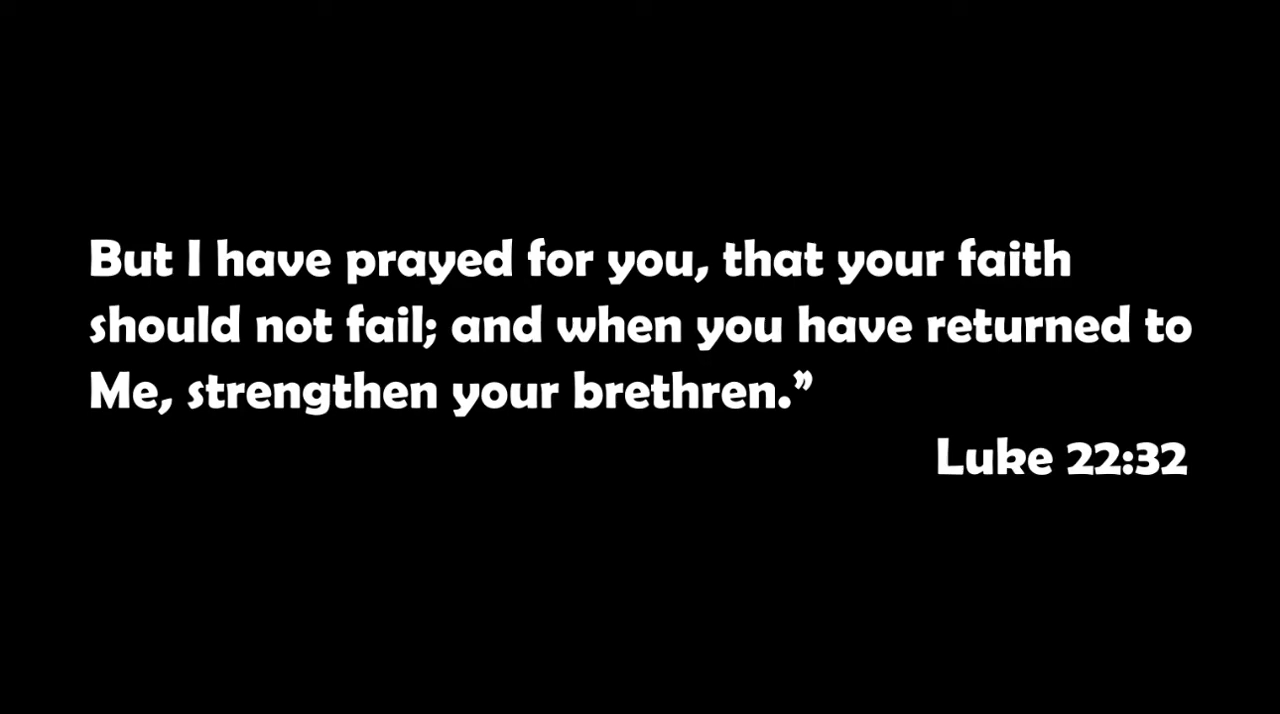 But I have prayed for you, that your faith
should not fail; and when you have returned to
Me, strengthen your brethren.”
Luke 22:32